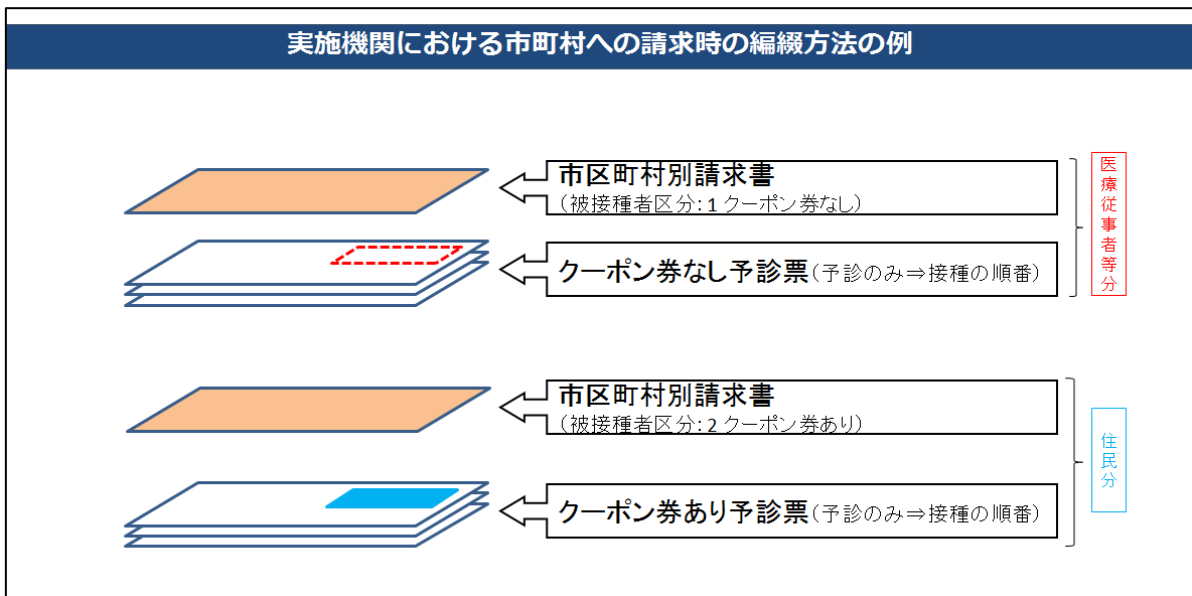 実施機関における市町村への請求時の編綴方法の例
市区町村別請求書
（被接種者区分：1 クーポン券なし）
クーポン券なし予診票（予診のみ⇒接種の順番）
医療従事者等分
市区町村別請求書
（被接種者区分：2 クーポン券あり）
クーポン券あり予診票（予診のみ⇒接種の順番）
住民分